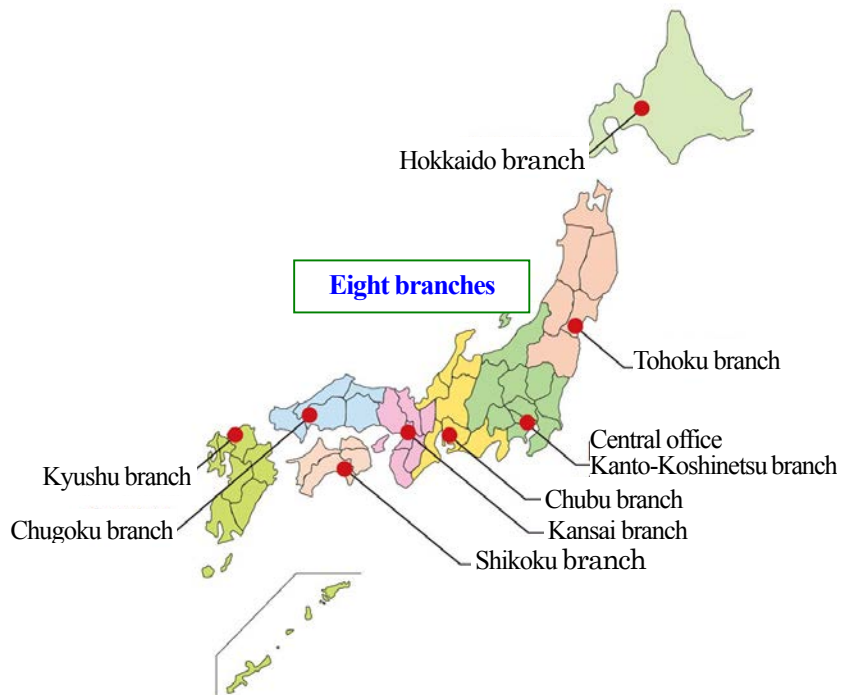 Hokkaido branch
Eight branches
Tohoku branch
Central office
Kanto-Koshinetsu branch
Kyushu branch
Chubu branch
Chugoku branch
Kansai branch
Shikoku branch